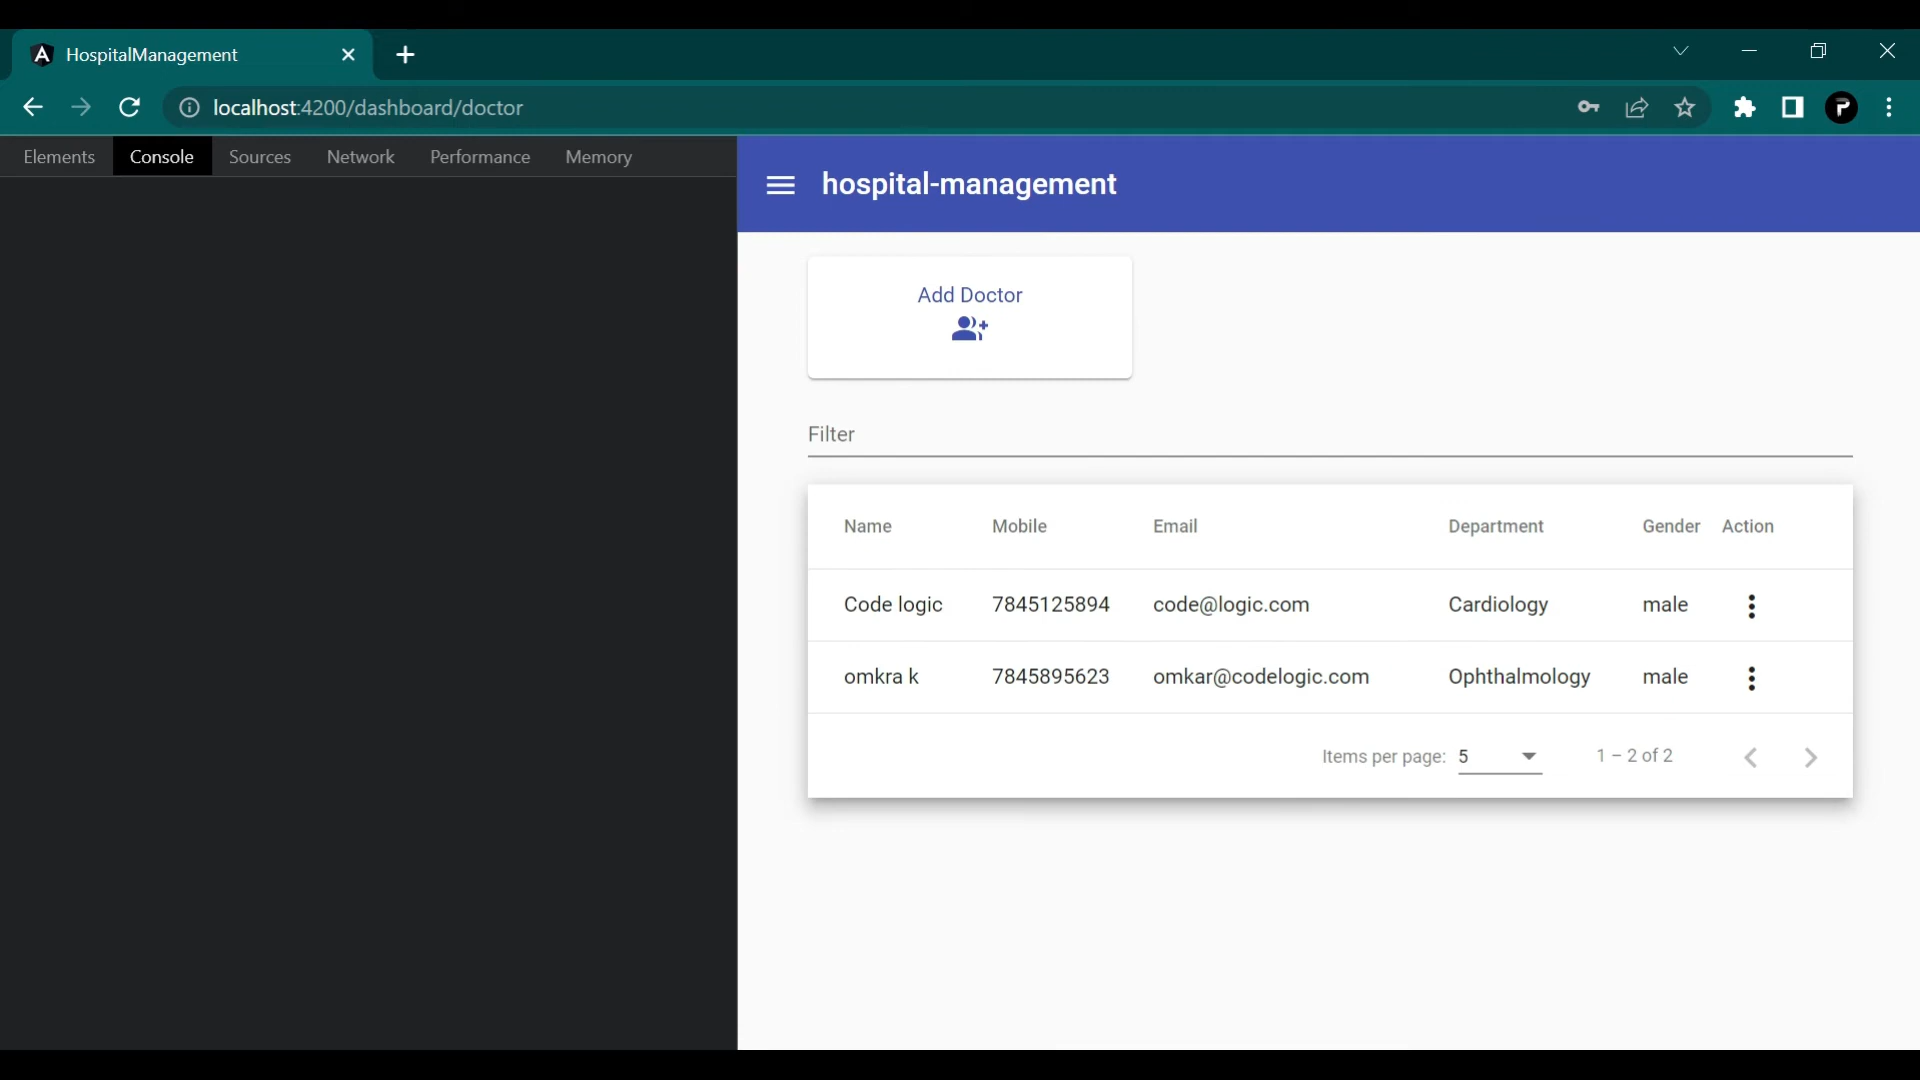 HospitalManagement
localhost:4200/dashboard/doctor
Elements Console Sources Network Performance Memory
hospital-management
Add Doctor
Filter
Name Mobile Email Department Gender Action
Code logic 7845125894 code@logic.com Cardiology male
omkra k 7845895623 omkar@codelogic.com Ophthalmology male
Items per page: 5 1 – 2 of 2